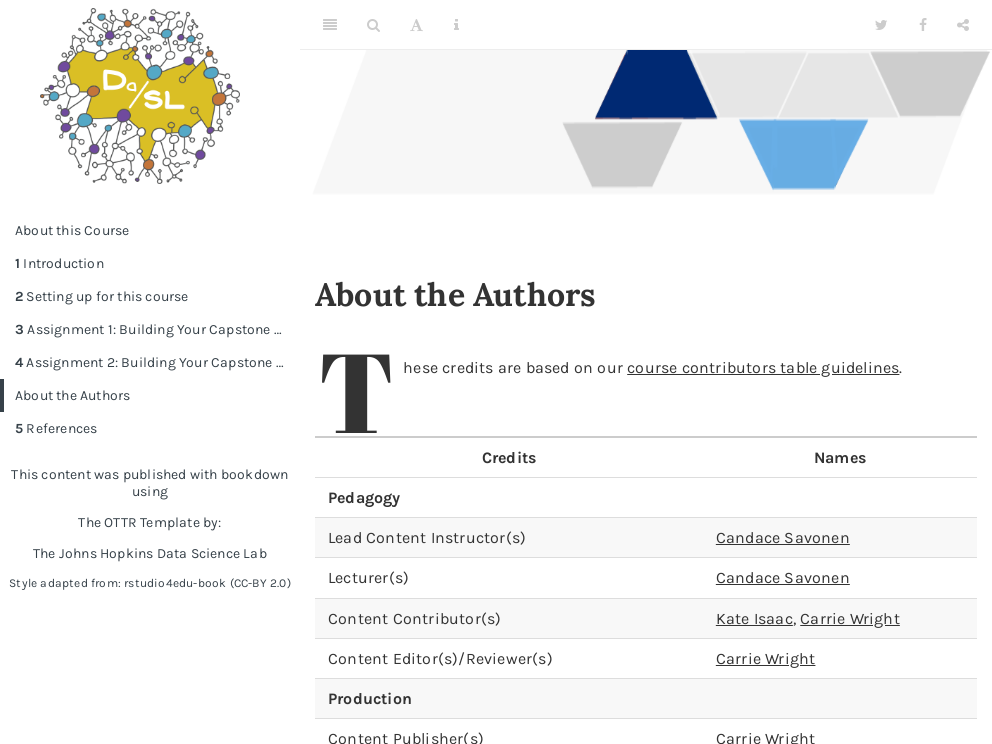 Da/SL
About this Course
1 Introduction
2 Setting up for this course
3 Assignment 1: Building Your Capstone ...
4 Assignment 2: Building Your Capstone ...
About the Authors
5 References
This content was published with bookdown
using
The OTTR Template by:
The Johns Hopkins Data Science Lab
Style adapted from: rstudio4edu-book (CC-BY 2.0)
A i
About the Authors
These credits are based on our course contributors table guidelines.
Credits Names
Pedagogy
Lead Content Instructor(s) Candace Savonen
Lecturer(s) Candace Savonen
Content Contributor(s) Kate Isaac, Carrie Wright
Content Editor(s)/Reviewer(s) Carrie Wright
Production
Content Publisher(s) Carrie Wright